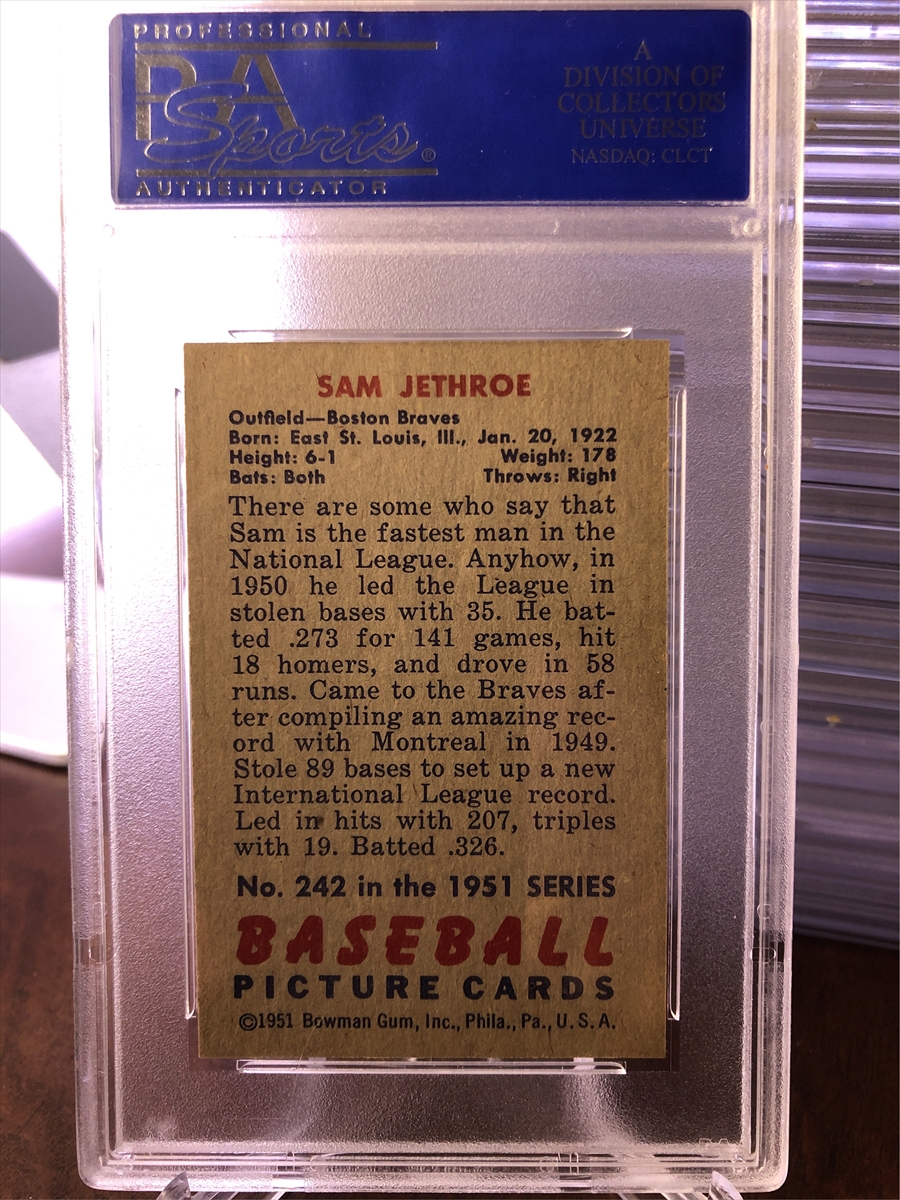 PROFESSIONAL
PSA
Sports®
AUTHENTICATOR
A
DIVISION OF
COLLECTORS
UNIVERSE
NASDAQ: CLCT
SAM JETHROE
Outfield—Boston Braves
Born: East St. Louis, Ill., Jan. 20, 1922
Height: 6-1 Weight: 178
Bats: Both Throws: Right
There are some who say that
Sam is the fastest man in the
National League. Anyhow, in
1950 he led the League in
stolen bases with 35. He bat-
ted .273 for 141 games, hit
18 homers, and drove in 58
runs. Came to the Braves af-
ter compiling an amazing rec-
ord with Montreal in 1949.
Stole 89 bases to set up a new
International League record.
Led in hits with 207, triples
with 19. Batted .326.
No. 242 in the 1951 SERIES
BASEBALL
PICTURE CARDS
©1951 Bowman Gum, Inc., Phila., Pa., U.S.A.